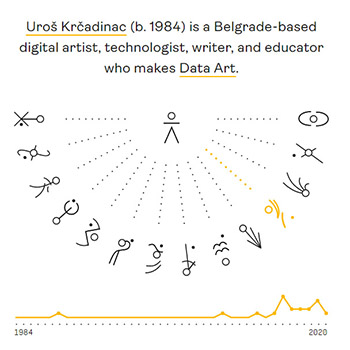 Uroš Krčadinac (b. 1984) is a Belgrade-based
digital artist, technologist, writer, and educator
who makes Data Art.
1984 2020